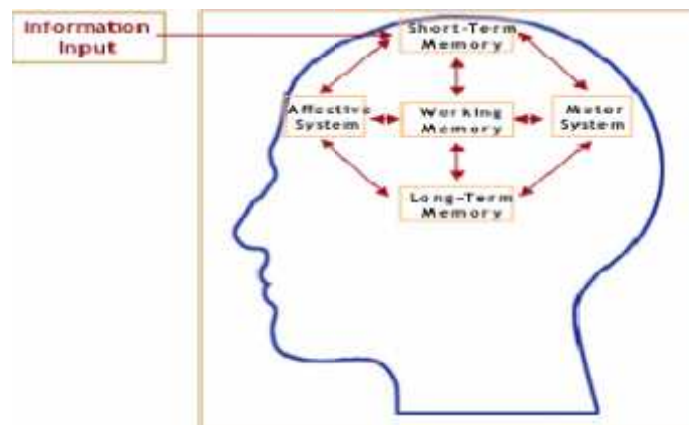 Information
Input
Short-Term
Memory
Affective
System
Working
Memory
Motor
System
Long-Term
Memory